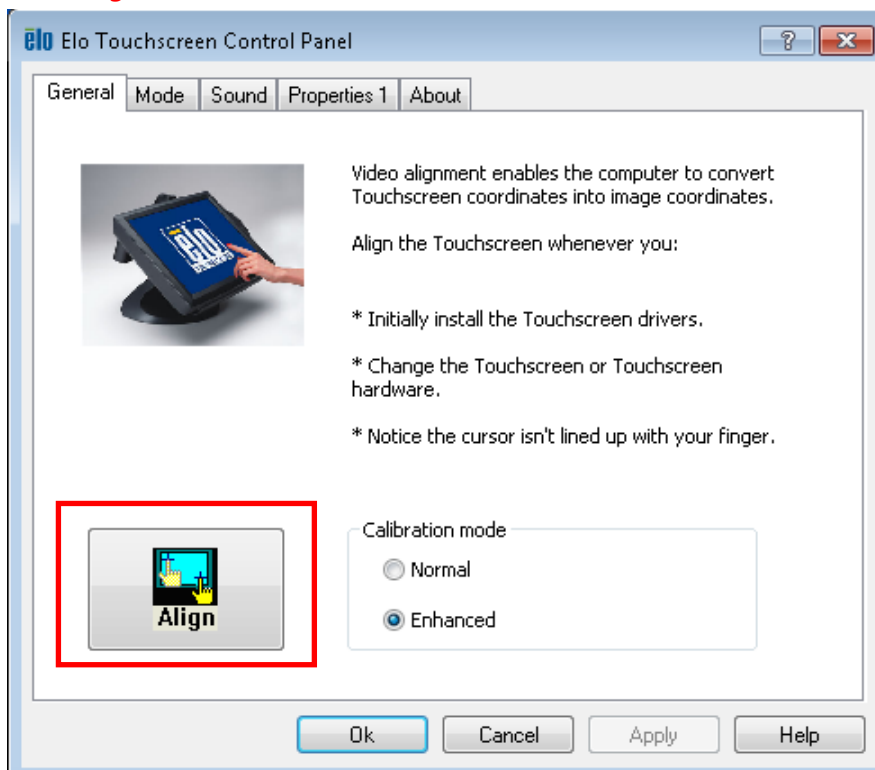 elo Elo Touchscreen Control Panel
General Mode Sound Properties 1 About
Video alignment enables the computer to convert
Touchscreen coordinates into image coordinates.
Align the Touchscreen whenever you:
* Initially install the Touchscreen drivers.
* Change the Touchscreen or Touchscreen
hardware.
* Notice the cursor isn't lined up with your finger.
elo
Align
Calibration mode
Normal
Enhanced
Ok Cancel Apply Help